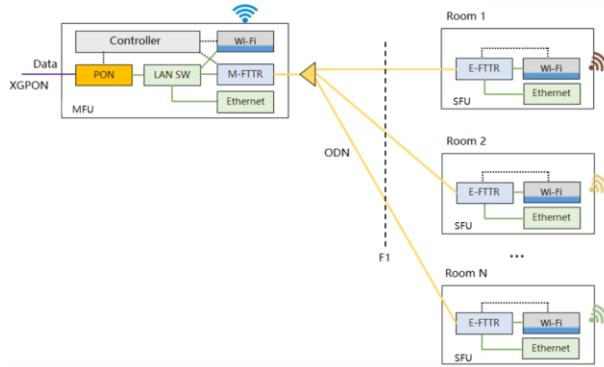 Room 1
Controller
Wi-Fi
Data
XGPON
PON
LAN SW
M-FTTR
Ethernet
MFU
E-FTTR
Wi-Fi
Ethernet
SFU
ODN
F1
Room 2
E-FTTR
Wi-Fi
Ethernet
SFU
...
Room N
E-FTTR
Wi-Fi
Ethernet
SFU